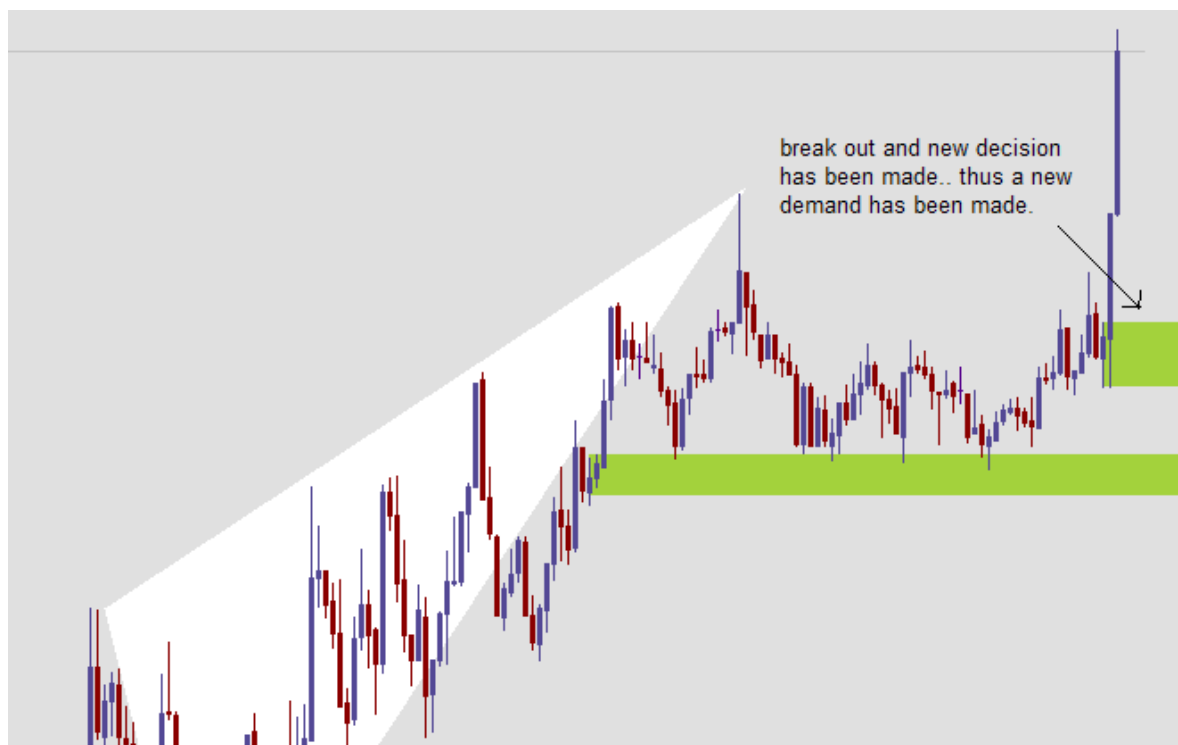 break out and new decision
has been made.. thus a new
demand has been made.